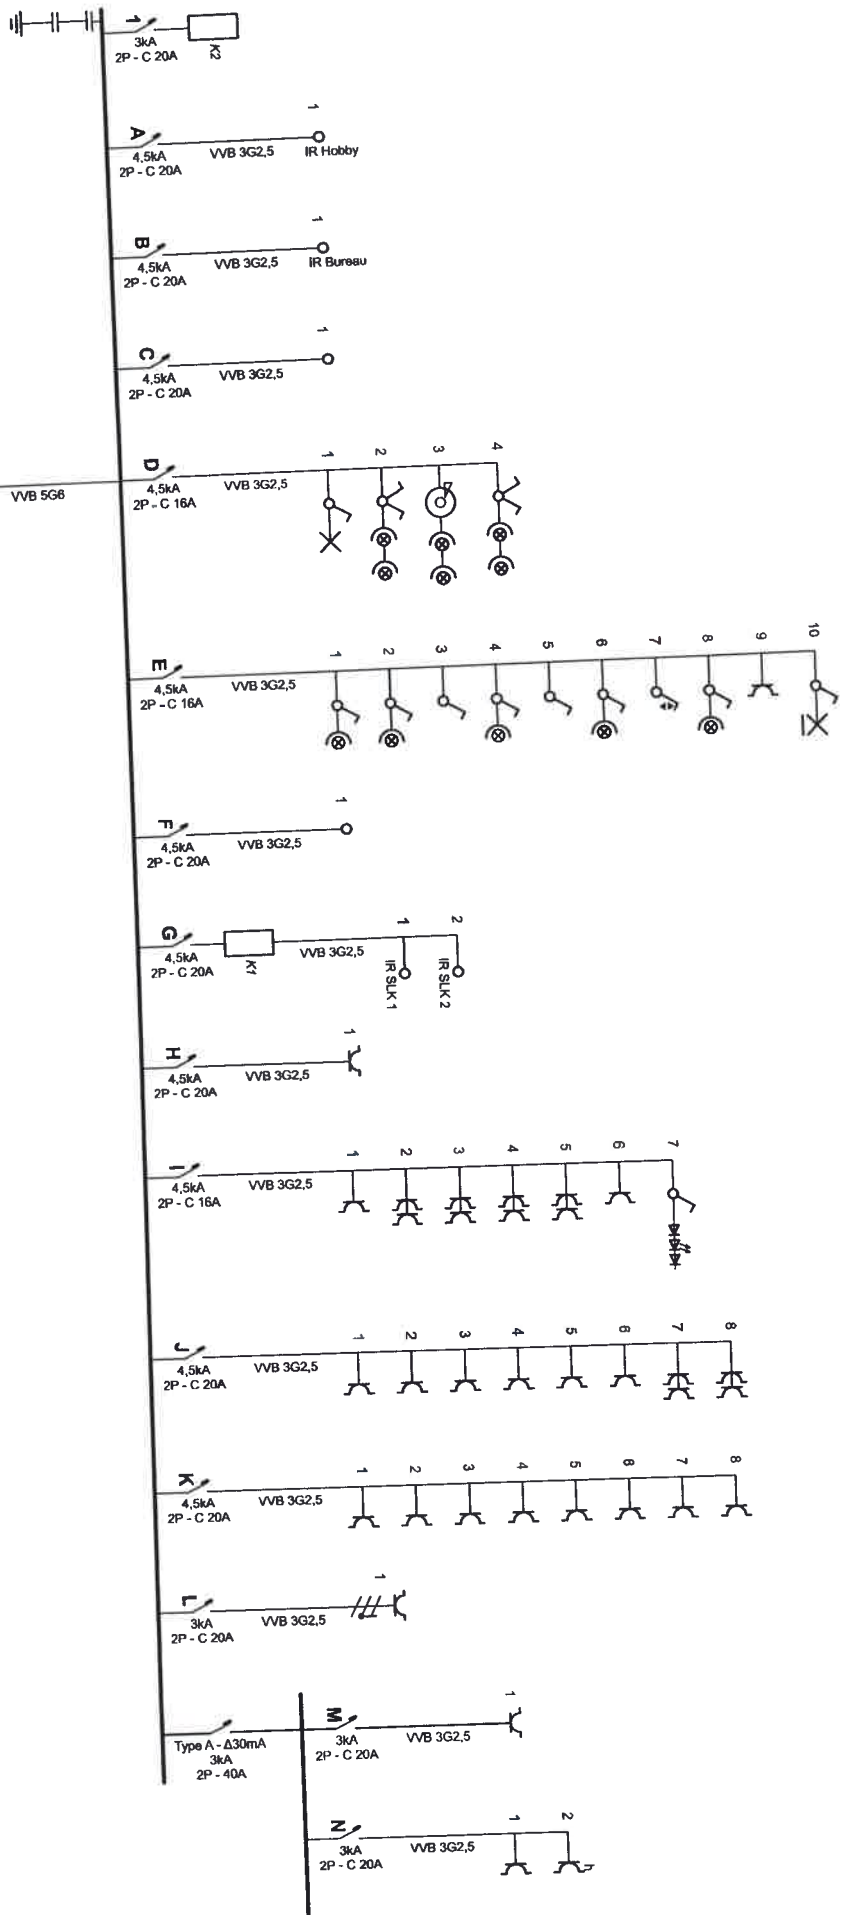 1
3kA
2P - C 20A
K2
A
4,5kA
2P - C 20A
VVB 3G2,5
1
IR Hobby
B
4,5kA
2P - C 20A
VVB 3G2,5
1
IR Bureau
C
4,5kA
2P - C 20A
VVB 3G2,5
1
VVB 5G6
D
4,5kA
2P - C 16A
VVB 3G2,5
1 2 3 4
E
4,5kA
2P - C 16A
VVB 3G2,5
1 2 3 4 5 6 7 8 9 10
F
4,5kA
2P - C 20A
VVB 3G2,5
1
G
4,5kA
2P - C 20A
K1
VVB 3G2,5
1 2
IR SLK 1
IR SLK 2
H
4,5kA
2P - C 20A
VVB 3G2,5
1
I
4,5kA
2P - C 16A
VVB 3G2,5
1 2 3 4 5 6 7
J
4,5kA
2P - C 20A
VVB 3G2,5
1 2 3 4 5 6 7 8
K
4,5kA
2P - C 20A
VVB 3G2,5
1 2 3 4 5 6 7 8
L
3kA
2P - C 20A
VVB 3G2,5
1
Type A - Δ30mA
3kA
2P - 40A
M
3kA
2P - C 20A
VVB 3G2,5
1
N
3kA
2P - C 20A
VVB 3G2,5
1 2
h